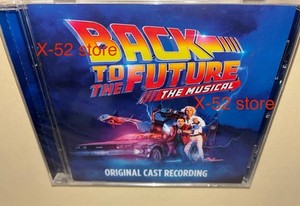 X-52 store
BACK
TO THE
FUTURE
THE MUSICAL
X-52 store
ORIGINAL CAST RECORDING